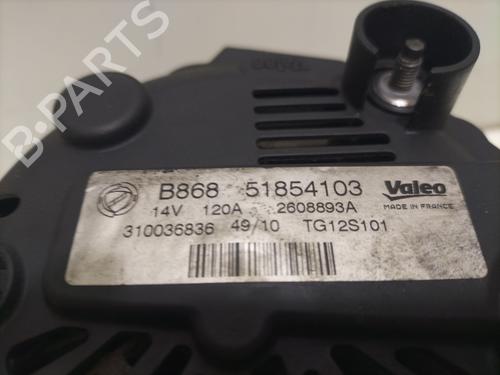 B868 51854103 Valeo
14V 120A 2608893A MADE IN FRANCE
310036836 49/10 TG12S101
B-PARTS